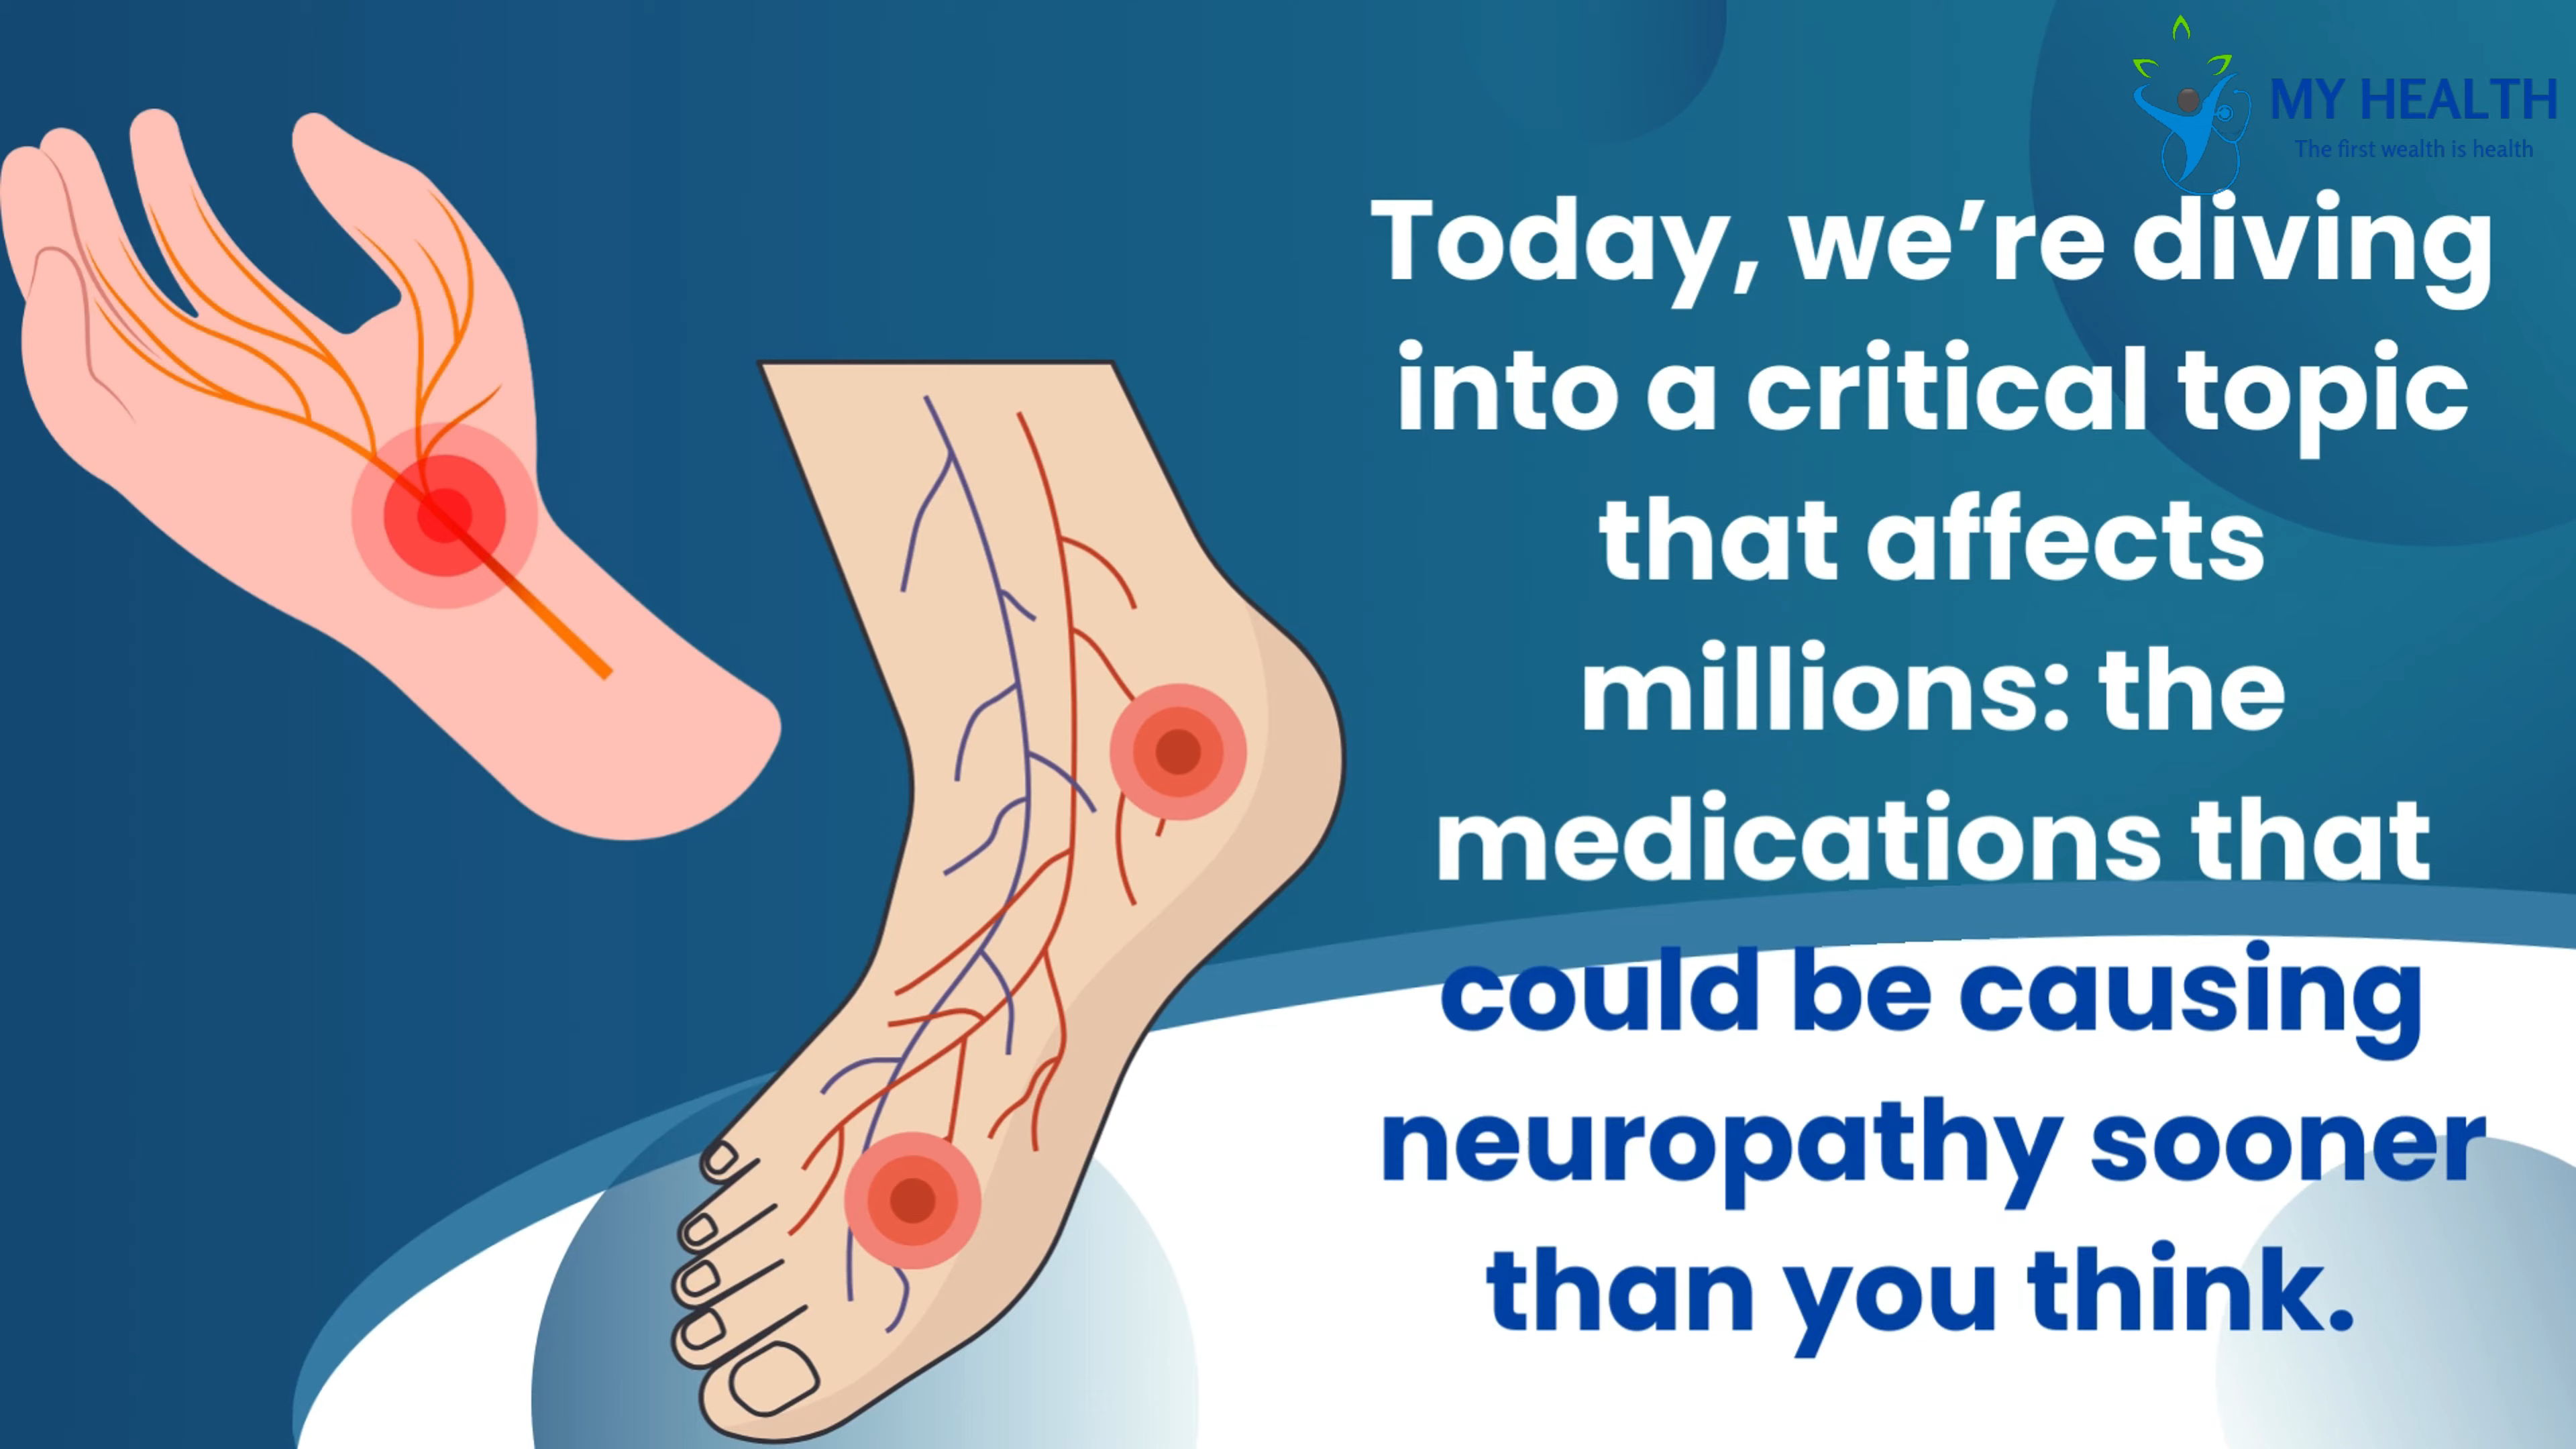 MY HEALTH
The first wealth is health
Today, we’re diving
into a critical topic
that affects
millions: the
medications that
could be causing
neuropathy sooner
than you think.